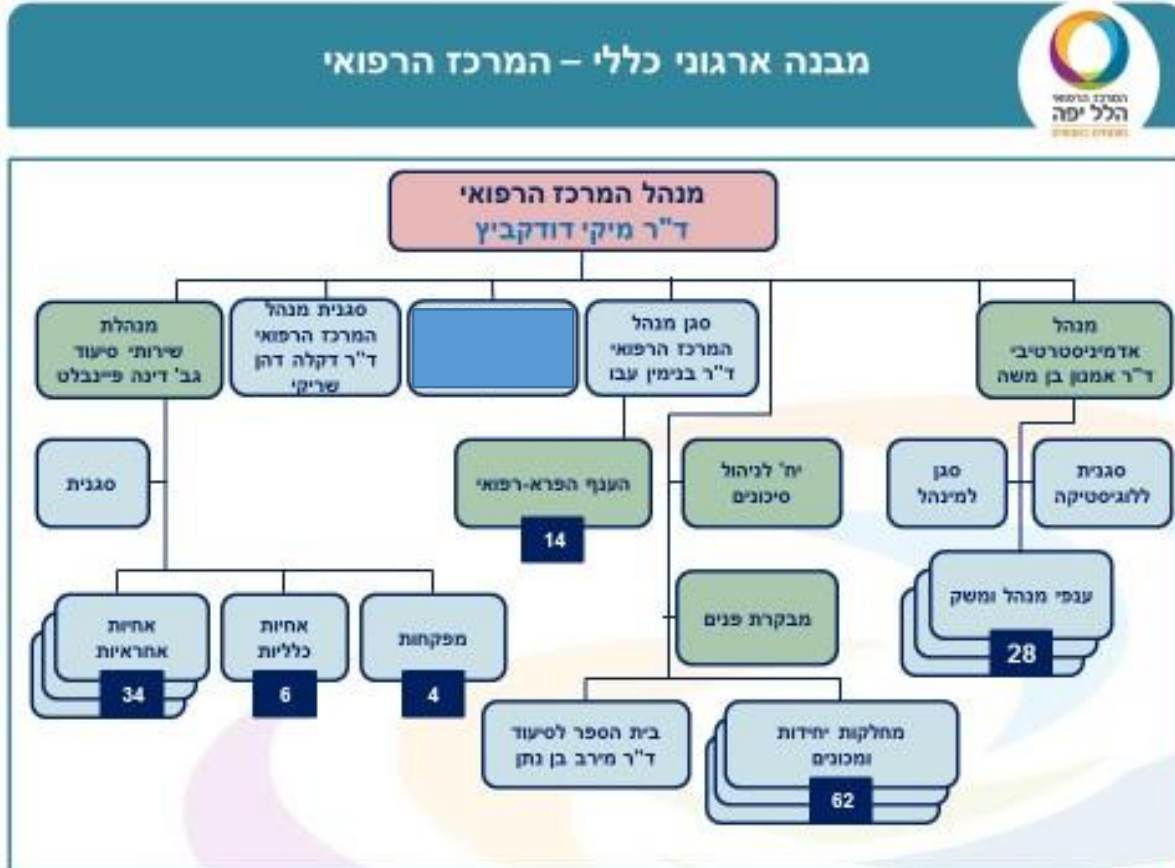 מבנה ארגוני כללי – המרכז הרפואי
המרכז הרפואי
הלל יפה
מנהל המרכז הרפואי
ד"ר מיקי דודקביץ
מנהל
אדמיניסטרטיבי
ד"ר אמנון בן משה
סגן מנהל
המרכז הרפואי
ד"ר בנימין עבו
סגנית מנהל
המרכז הרפואי
ד"ר דקלה דהן
שריקי
מנהלת
שירותי סיעוד
גב' דינה פיינבלט
סגנית
ללוגיסטיקה
סגן
למינהל
יח' לניהול
סיכונים
הענף הפרא-רפואי
14
סגנית
ענפי מנהל ומשק
28
מבקרת פנים
מפקחות
4
אחיות
כלליות
6
אחיות
אחראיות
34
מחלקות יחידות
ומכונים
62
בית הספר לסיעוד
ד"ר מירב בן נתן